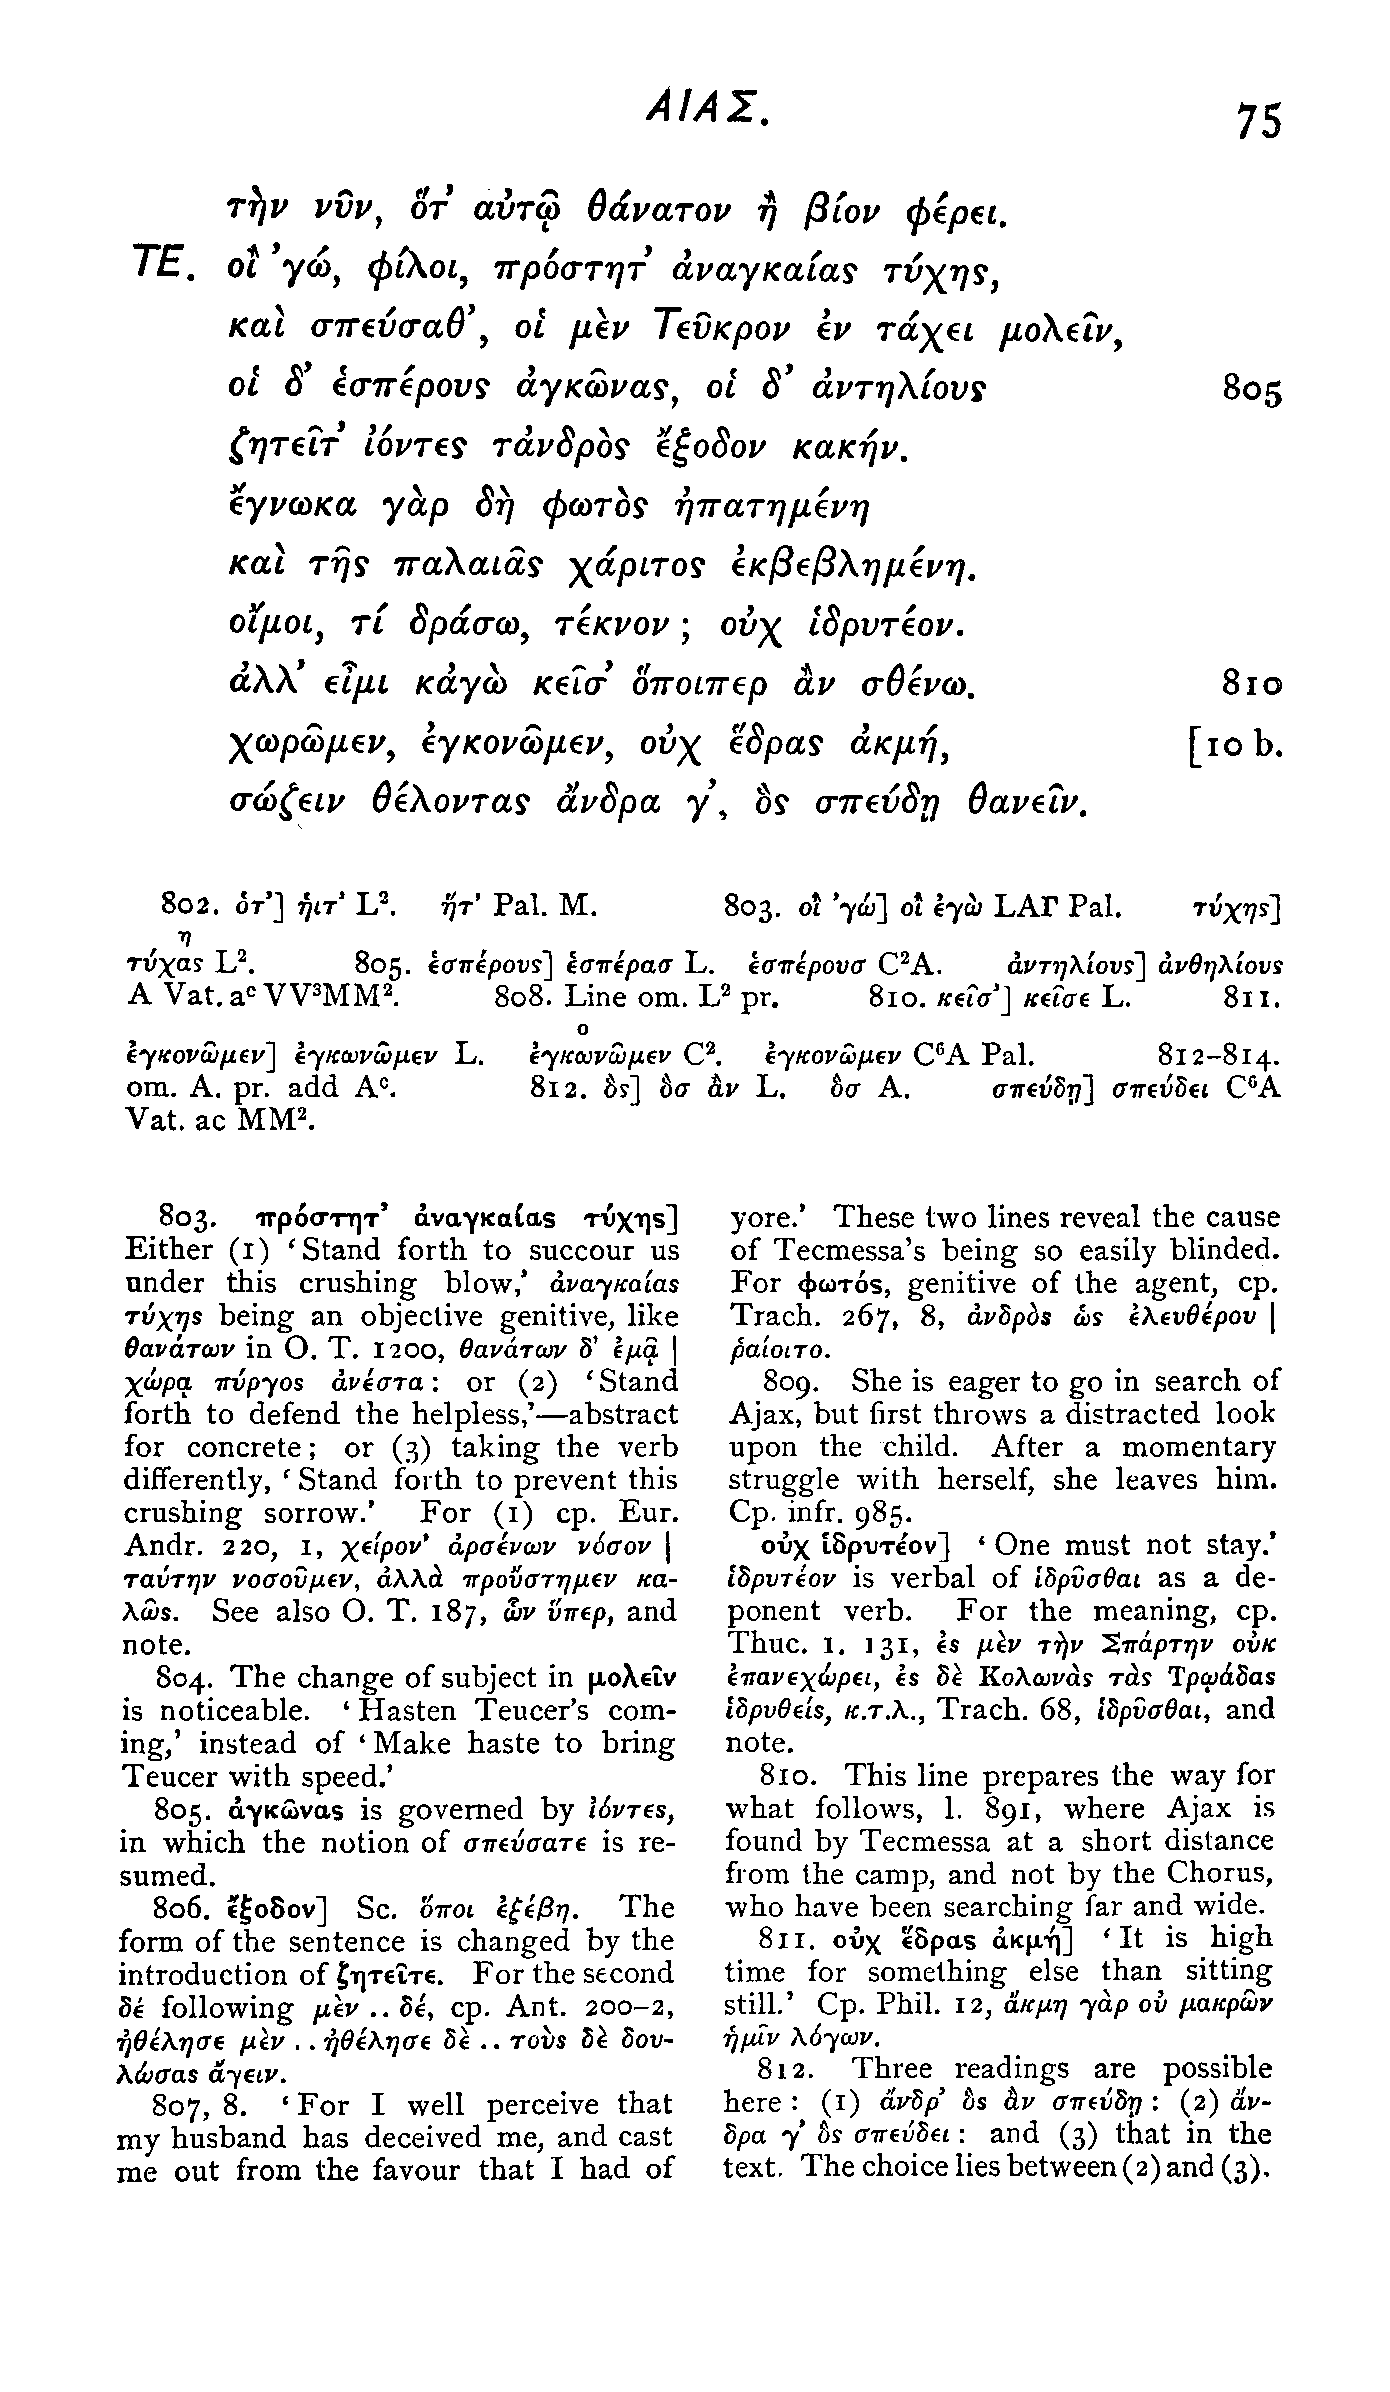 ΑΙΑΣ.
75
τὴν νῦν, ὅτ’ αὐτῷ θάνατον ἢ βίον φέρει.
ΤΕ. οἲ ’γώ, φίλοι, πρόστητ’ ἀναγκαίας τύχης,
καὶ σπεύσαθ’, οἱ μὲν Τεῦκρον ἐν τάχει μολεῖν,
οἱ δ’ ἑσπέρους ἀγκῶνας, οἱ δ’ ἀντηλίους 805
ζητεῖτ’ ἰόντες τἀνδρὸς ἔξοδον κακήν.
ἔγνωκα γὰρ δὴ φωτὸς ἠπατημένη
καὶ τῆς παλαιᾶς χάριτος ἐκβεβλημένη.
οἴμοι, τί δράσω, τέκνον ; οὐχ ἱδρυτέον.
ἀλλ’ εἶμι κἀγὼ κεῖσ’ ὅποιπερ ἂν σθένω. 810
χωρῶμεν, ἐγκονῶμεν, οὐχ ἕδρας ἀκμή, [10 b.
σώζειν θέλοντας ἄνδρα γ’, ὃς σπεύδῃ θανεῖν.
802. ὁτ’] ἡιτ’ L². ἥτ’ Pal. M. 803. οἲ ’γώ] οἲ ἐγὼ LAΓ Pal. τύχης]
η
τύχας L². 805. ἑσπέρους] ἑσπέρασ L. ἑσπέρουσ C²A. ἀντηλίους] ἀνθηλίους
A Vat. aᶜ VV³MM². 808. Line om. L² pr. 810. κεῖσ’] κεῖσε L. 811.
ο
ἐγκονῶμεν] ἐγκωνῶμεν L. ἐγκωνῶμεν C². ἐγκονῶμεν C⁶A Pal. 812-814.
om. A. pr. add Aᶜ. 812. ὃς] ὃσ ἂν L. ὃσ A. σπεύδῃ] σπεύδει C⁶A
Vat. ac MM².
803. πρόστητ’ ἀναγκαίας τύχης]
Either (1) ‘Stand forth to succour us
under this crushing blow,’ ἀναγκαίας
τύχης being an objective genitive, like
θανάτων in O. T. 1200, θανάτων δ’ ἐμᾷ |
χώρᾳ πύργος ἀνέστα: or (2) ‘Stand
forth to defend the helpless,’—abstract
for concrete; or (3) taking the verb
differently, ‘Stand forth to prevent this
crushing sorrow.’ For (1) cp. Eur.
Andr. 220, 1, χείρον’ ἀρσένων νόσον |
ταύτην νοσοῦμεν, ἀλλὰ προὔστημεν κα-
λῶς. See also O. T. 187, ὧν ὕπερ, and
note.
804. The change of subject in μολεῖν
is noticeable. ‘Hasten Teucer’s com-
ing,’ instead of ‘Make haste to bring
Teucer with speed.’
805. ἀγκῶνας is governed by ἰόντες,
in which the notion of σπεύσατε is re-
sumed.
806. ἔξοδον] Sc. ὅποι ἐξέβη. The
form of the sentence is changed by the
introduction of ζητεῖτε. For the second
δέ following μὲν .. δέ, cp. Ant. 200-2,
ἠθέλησε μὲν .. ἠθέλησε δὲ .. τοὺς δὲ δου-
λώσας ἄγειν.
807, 8. ‘For I well perceive that
my husband has deceived me, and cast
me out from the favour that I had of
yore.’ These two lines reveal the cause
of Tecmessa’s being so easily blinded.
For φωτός, genitive of the agent, cp.
Trach. 267, 8, ἀνδρὸς ὡς ἐλευθέρου |
ῥαίοιτο.
809. She is eager to go in search of
Ajax, but first throws a distracted look
upon the child. After a momentary
struggle with herself, she leaves him.
Cp. infr. 985.
οὐχ ἱδρυτέον] ‘One must not stay.’
ἱδρυτέον is verbal of ἱδρῦσθαι as a de-
ponent verb. For the meaning, cp.
Thuc. 1. 131, ἐς μὲν τὴν Σπάρτην οὐκ
ἐπανεχώρει, ἐς δὲ Κολωνὰς τὰς Τρῳάδας
ἱδρυθείς, κ.τ.λ., Trach. 68, ἱδρῦσθαι, and
note.
810. This line prepares the way for
what follows, l. 891, where Ajax is
found by Tecmessa at a short distance
from the camp, and not by the Chorus,
who have been searching far and wide.
811. οὐχ ἕδρας ἀκμή] ‘It is high
time for something else than sitting
still.’ Cp. Phil. 12, ἄκμη γὰρ οὐ μακρῶν
ἡμῖν λόγων.
812. Three readings are possible
here: (1) ἄνδρ’ ὃς ἂν σπεύδῃ: (2) ἄν-
δρα γ’ ὃς σπεύδει: and (3) that in the
text. The choice lies between (2) and (3).